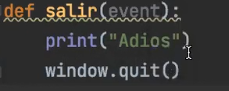 def salir(event):
    print("Adios")
    window.quit()